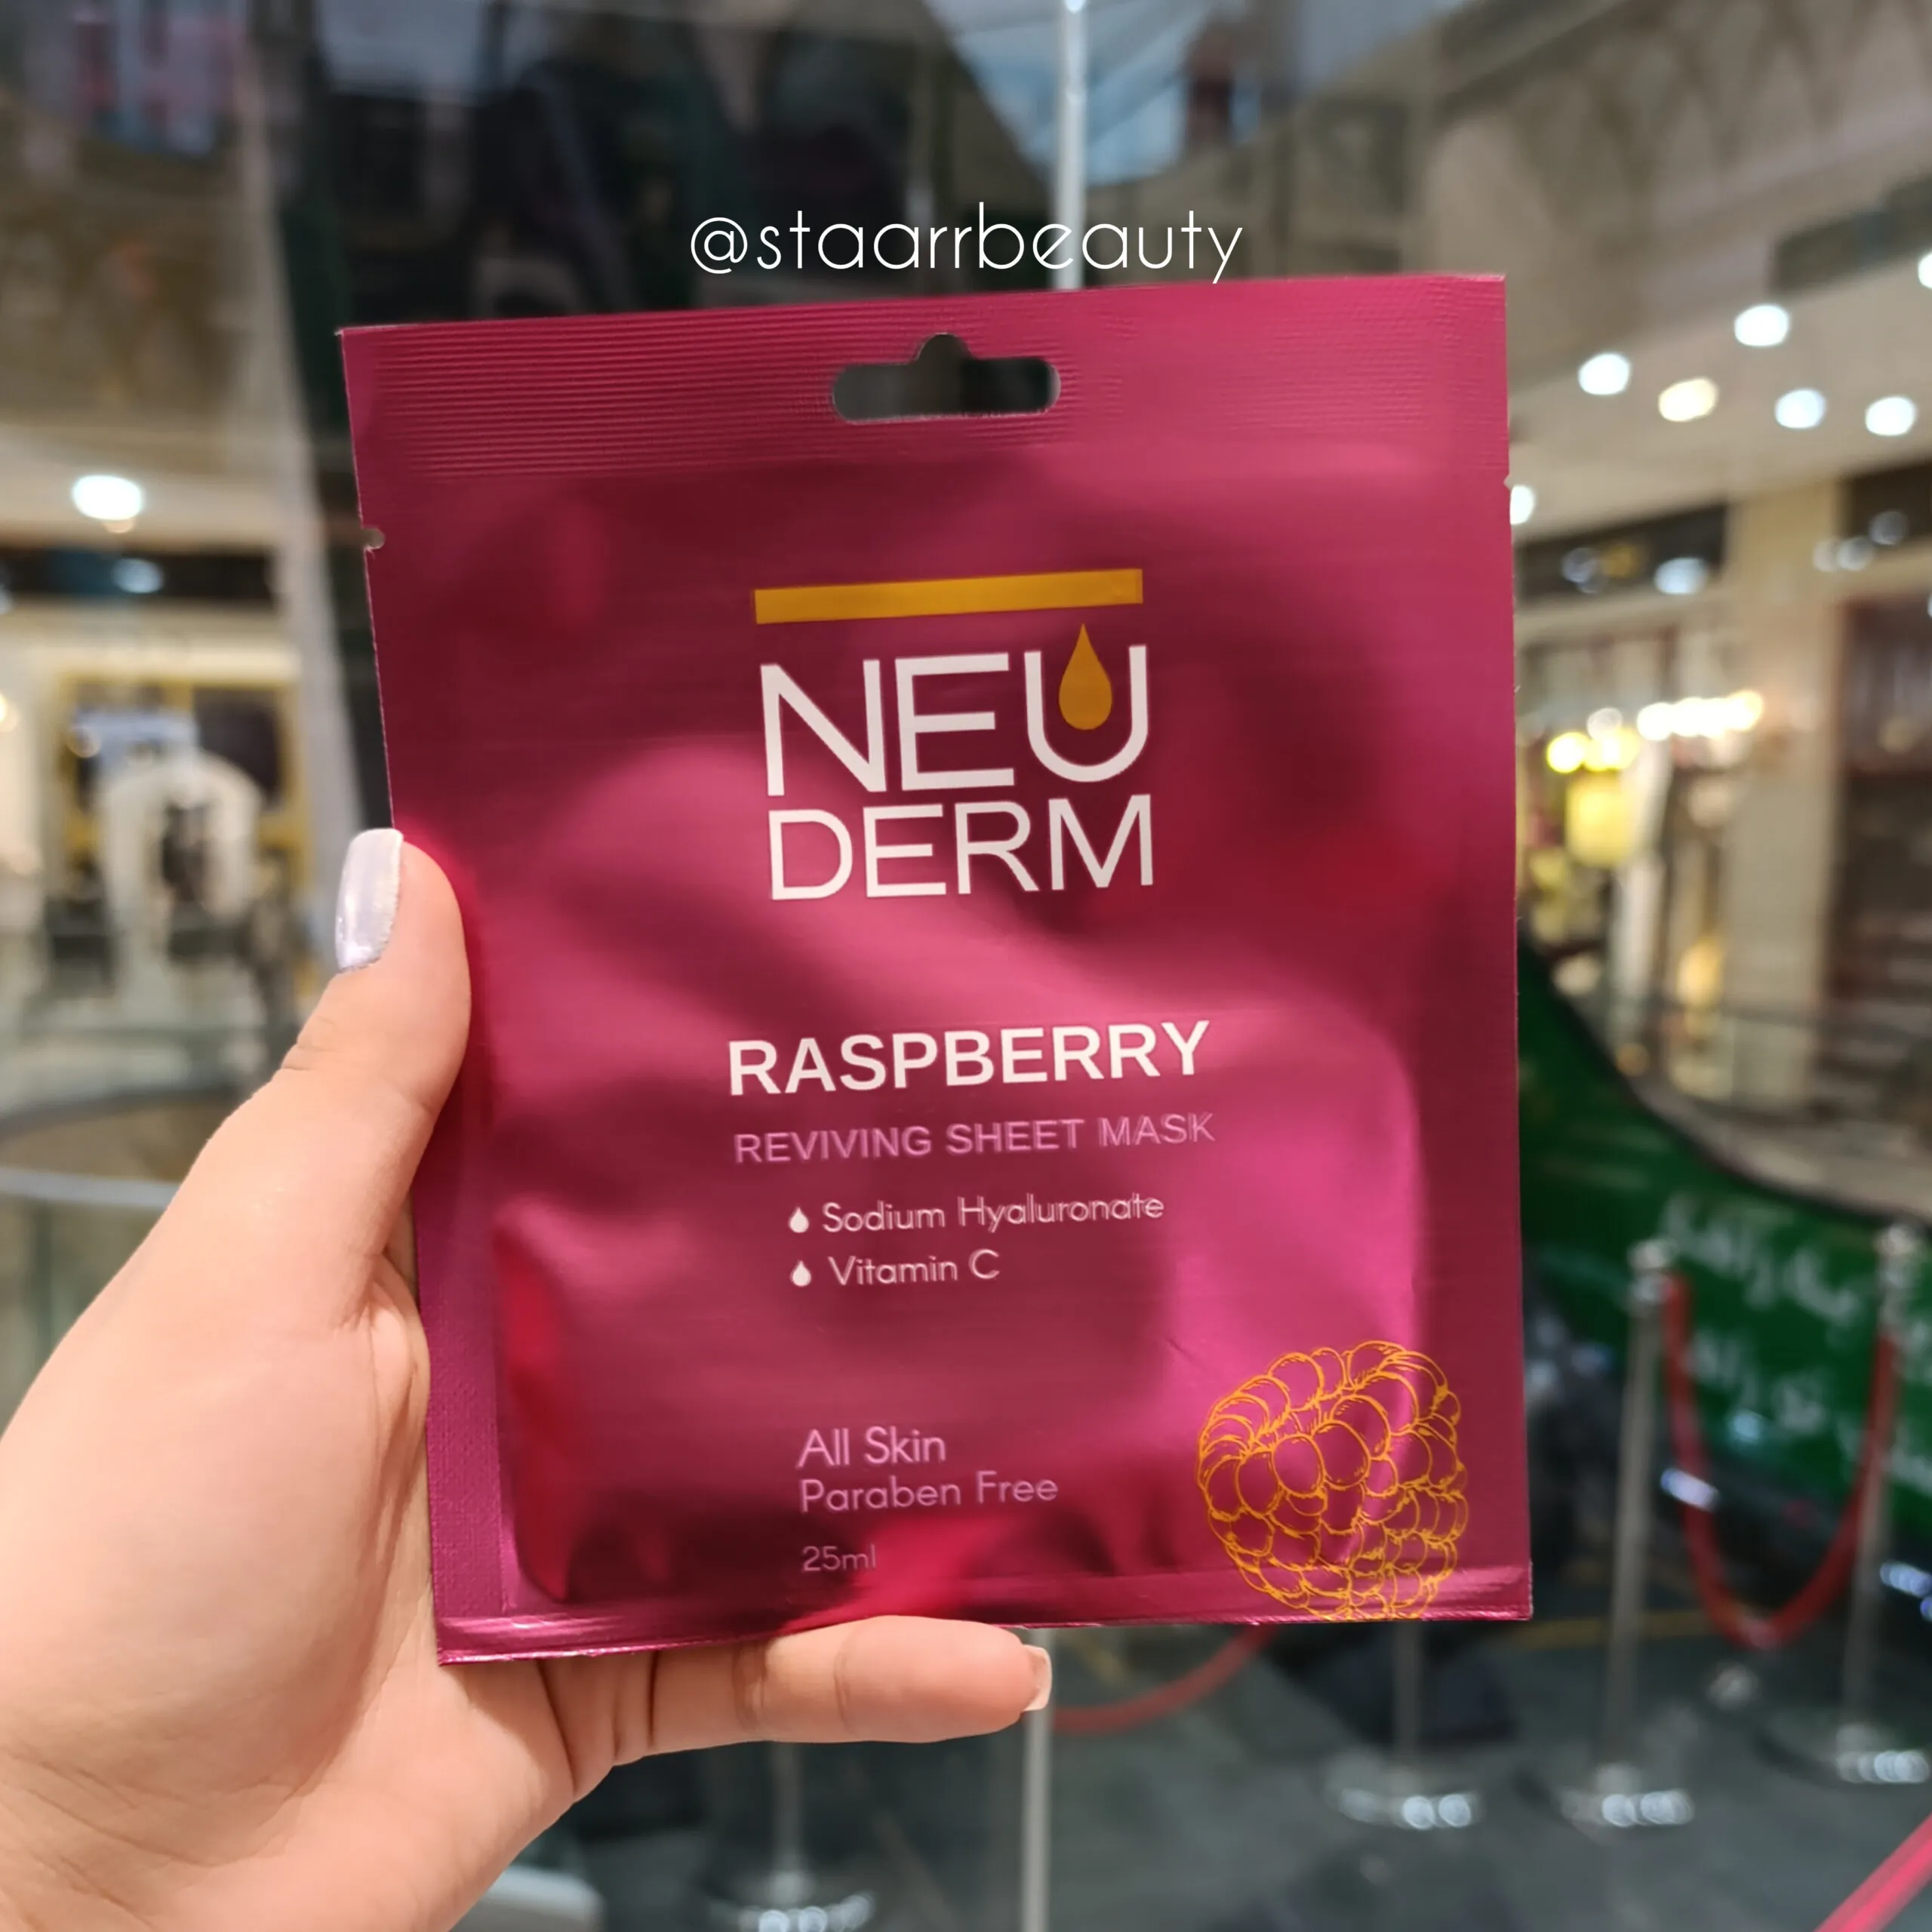 @staarrbeauty
NEU
DERM
RASPBERRY
REVIVING SHEET MASK
Sodium Hyaluronate
Vitamin C
All Skin
Paraben Free
25ml